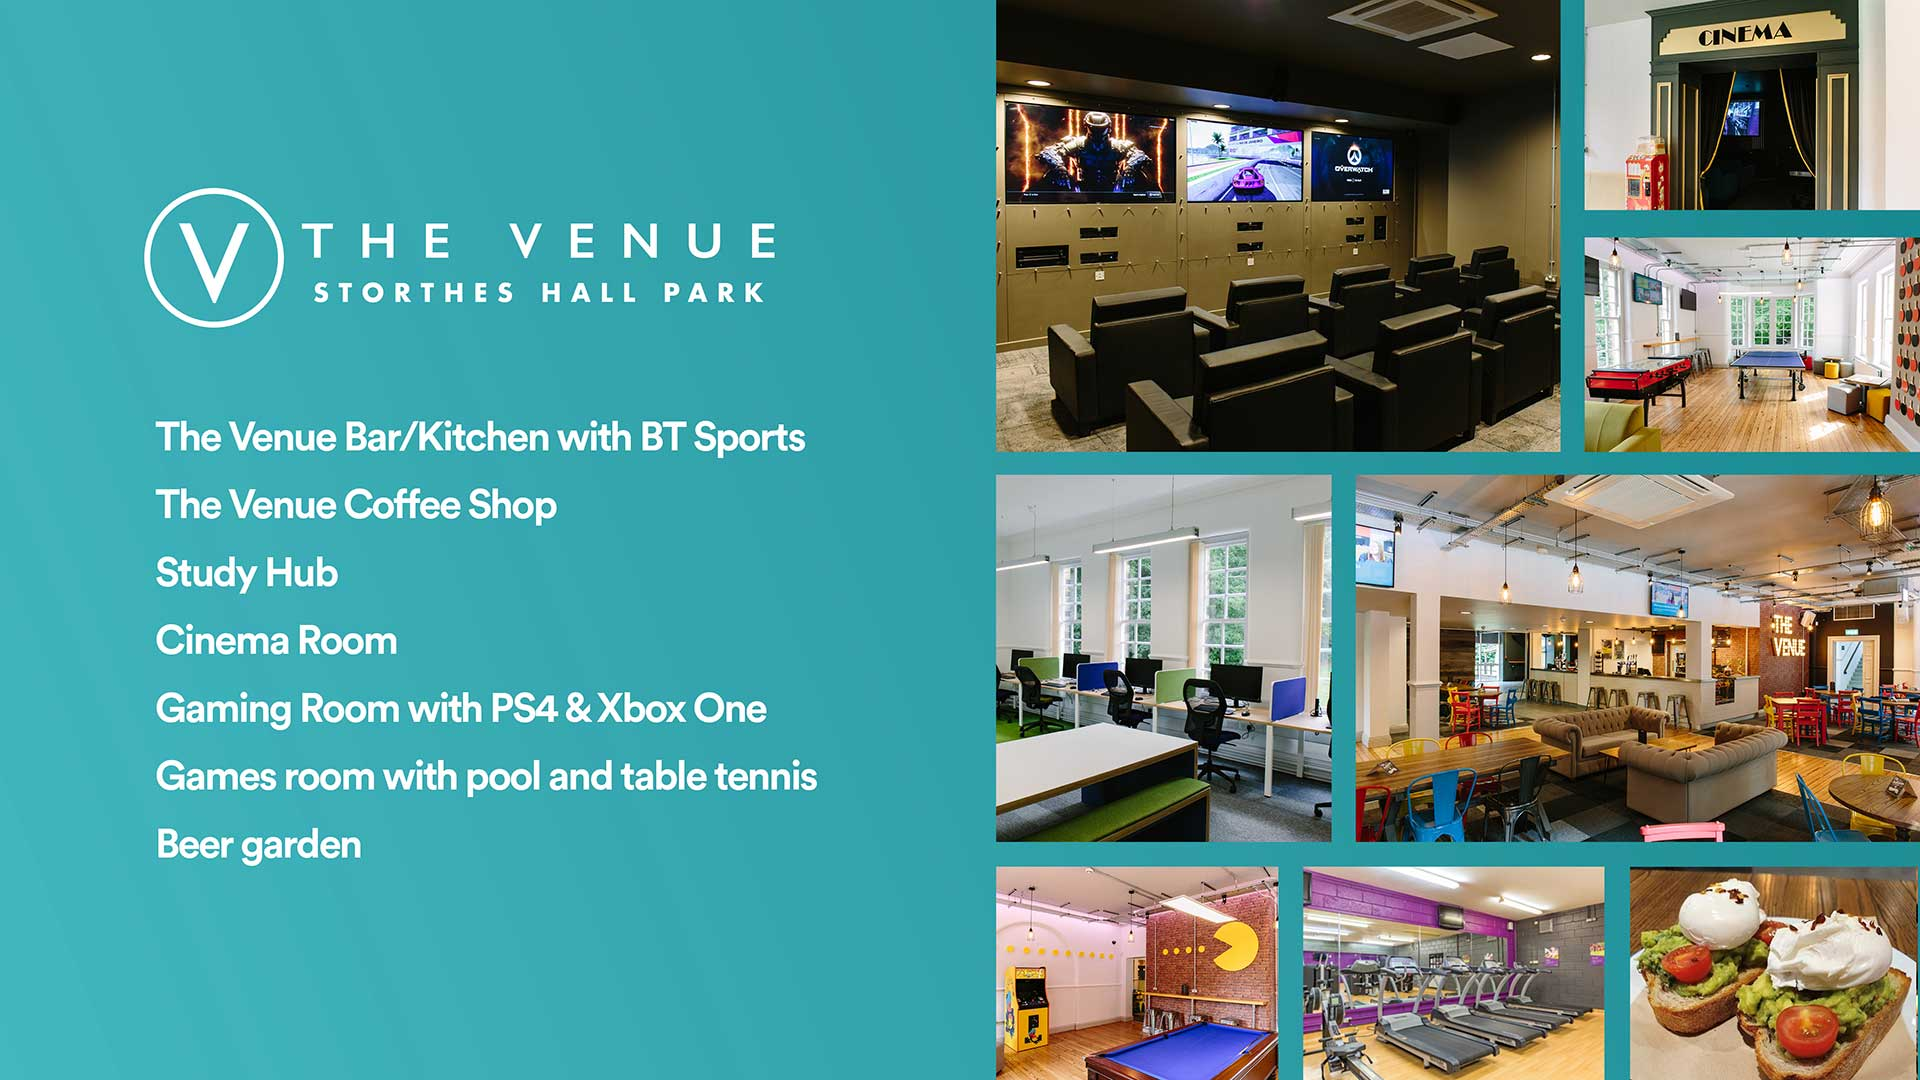 V
THE VENUE
STORTHES HALL PARK
The Venue Bar/Kitchen with BT Sports
The Venue Coffee Shop
Study Hub
Cinema Room
Gaming Room with PS4 & Xbox One
Games room with pool and table tennis
Beer garden
OVERWATCH
CINEMA
THE
VENUE